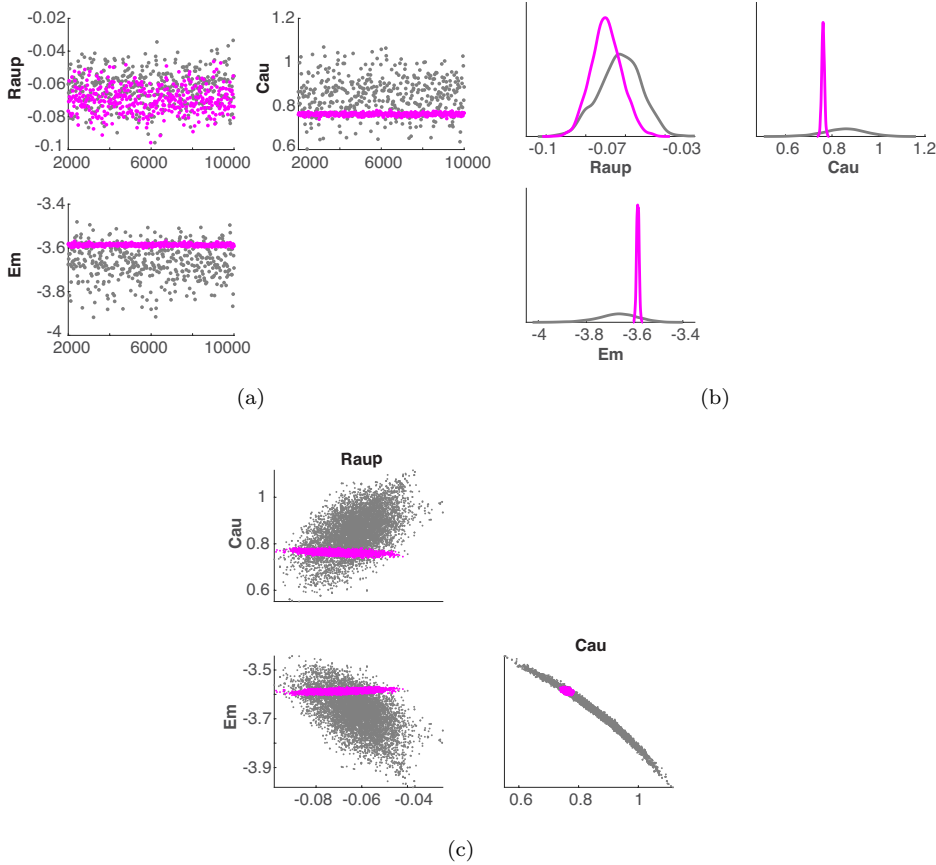 -0.02
-0.04
-0.06
-0.08
-0.1
Raup
2000 6000 10000
1.2
1
0.8
0.6
Cau
2000 6000 10000
-3.4
-3.6
-3.8
-4
Em
2000 6000 10000
(a)
-0.1 -0.07 -0.03
Raup
0.6 0.8 1 1.2
Cau
-4 -3.8 -3.6 -3.4
Em
(b)
Raup
1
0.8
0.6
Cau
Cau
-3.5
-3.7
-3.9
Em
-0.08 -0.06 -0.04
0.6 0.8 1
(c)